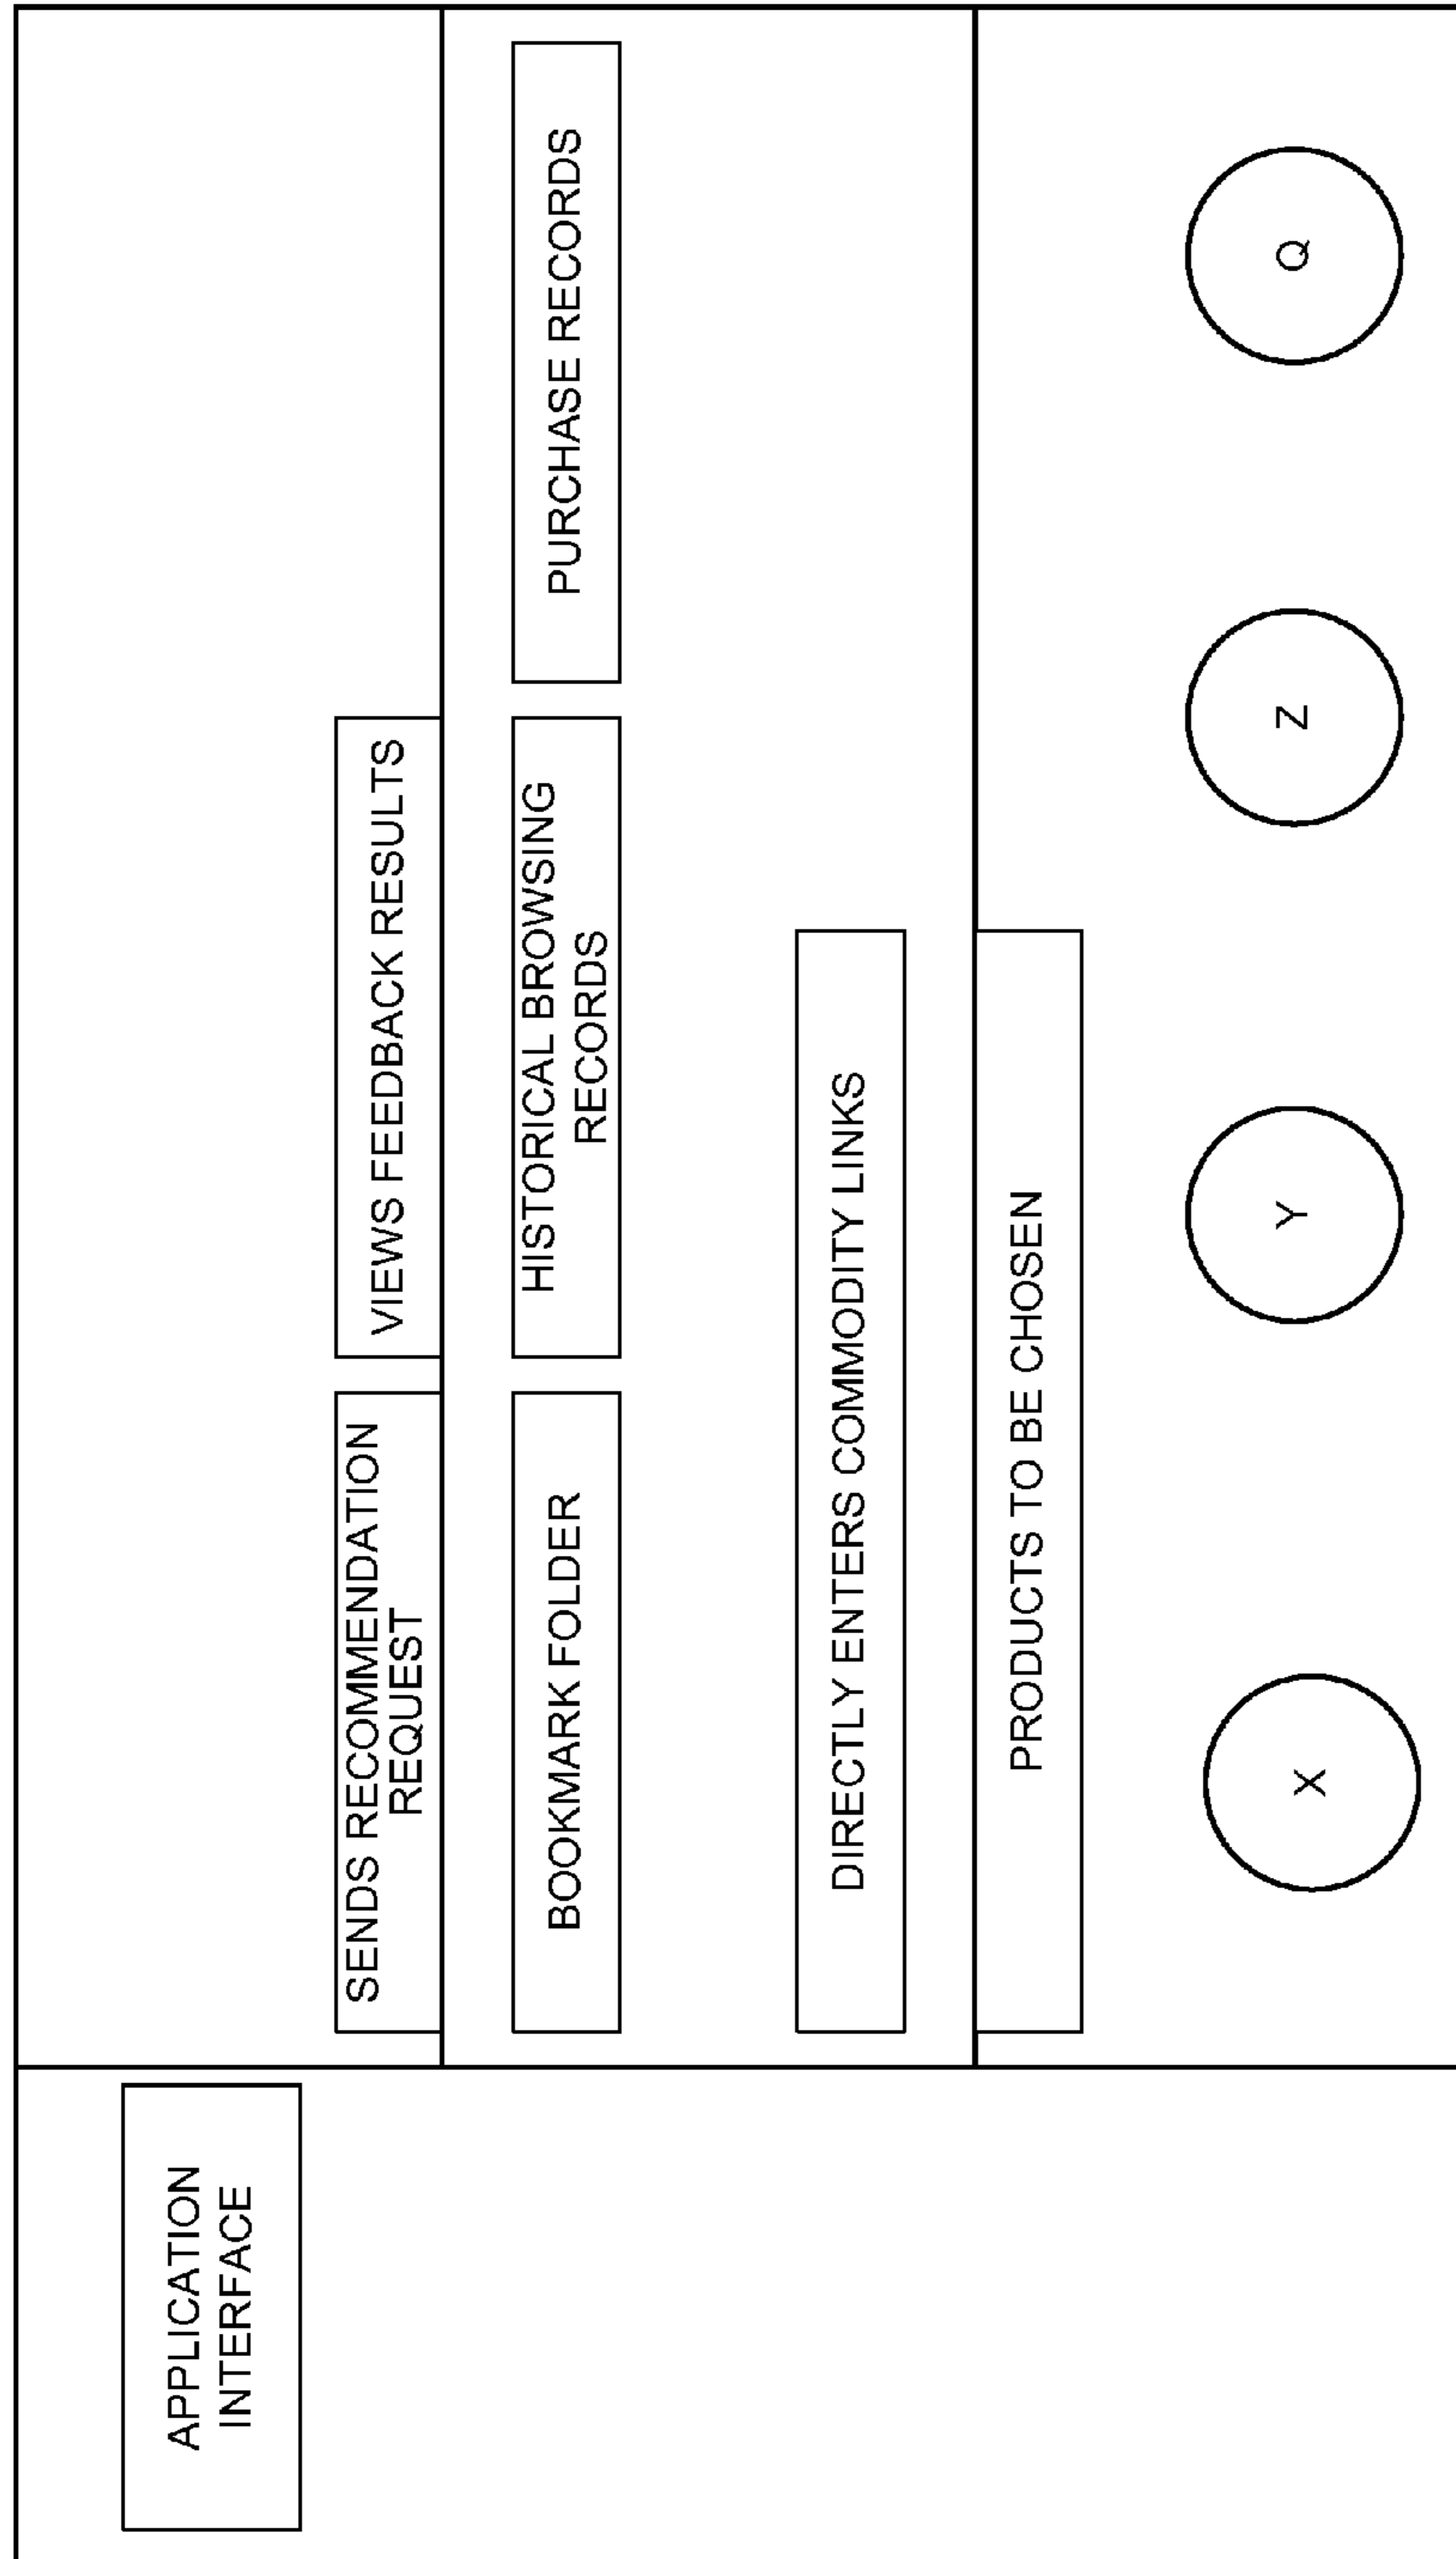 APPLICATION
INTERFACE
SENDS RECOMMENDATION
REQUEST
VIEWS FEEDBACK RESULTS
BOOKMARK FOLDER
HISTORICAL BROWSING
RECORDS
PURCHASE RECORDS
DIRECTLY ENTERS COMMODITY LINKS
PRODUCTS TO BE CHOSEN
X
Y
Z
Q